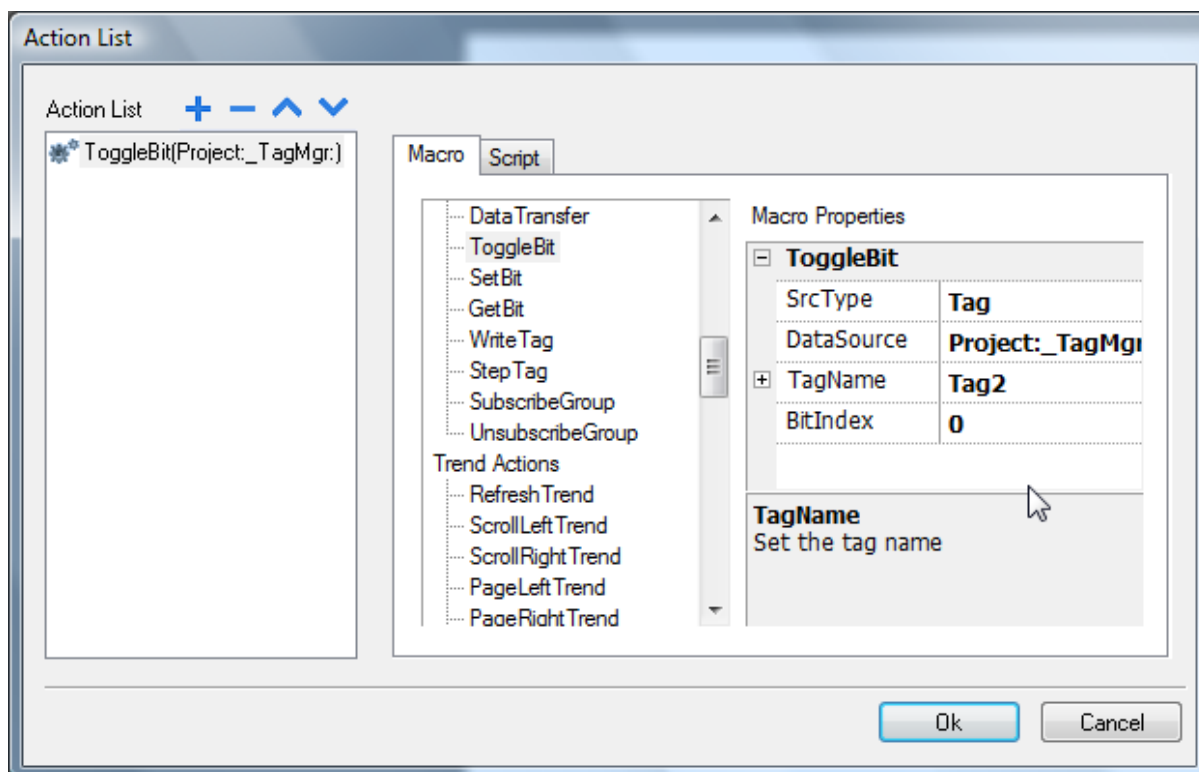 Action List
Action List
ToggleBit(Project:_TagMgr:)
Macro Script
DataTransfer
ToggleBit
SetBit
GetBit
WriteTag
StepTag
SubscribeGroup
UnsubscribeGroup
Trend Actions
RefreshTrend
ScrollLeftTrend
ScrollRightTrend
PageLeftTrend
PageRightTrend
Macro Properties
ToggleBit
SrcType Tag
DataSource Project:_TagMgr
TagName Tag2
BitIndex 0
TagName
Set the tag name
Ok Cancel